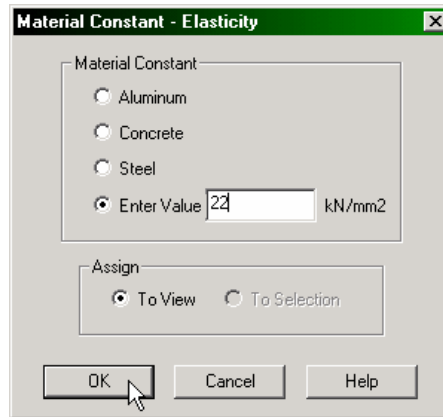 Material Constant - Elasticity
Material Constant
Aluminum
Concrete
Steel
Enter Value 22 kN/mm2
Assign
To View To Selection
OK Cancel Help